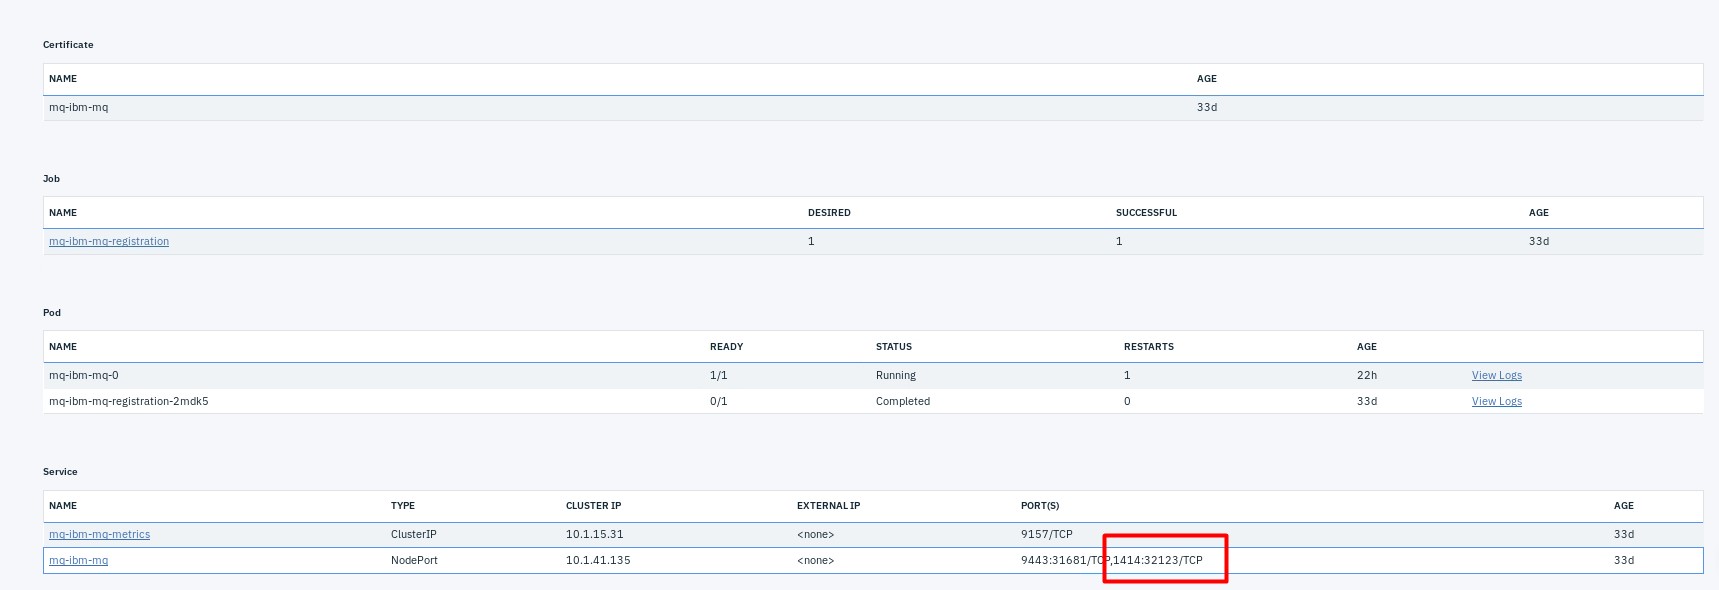 Certificate
NAME AGE
mq-ibm-mq 33d
Job
NAME DESIRED SUCCESSFUL AGE
mq-ibm-mq-registration 1 1 33d
Pod
NAME READY STATUS RESTARTS AGE
mq-ibm-mq-0 1/1 Running 1 22h View Logs
mq-ibm-mq-registration-2mdk5 0/1 Completed 0 33d View Logs
Service
NAME TYPE CLUSTER IP EXTERNAL IP PORT(S) AGE
mq-ibm-mq-metrics ClusterIP 10.1.15.31 <none> 9157/TCP 33d
mq-ibm-mq NodePort 10.1.41.135 <none> 9443:31681/TCP,1414:32123/TCP 33d